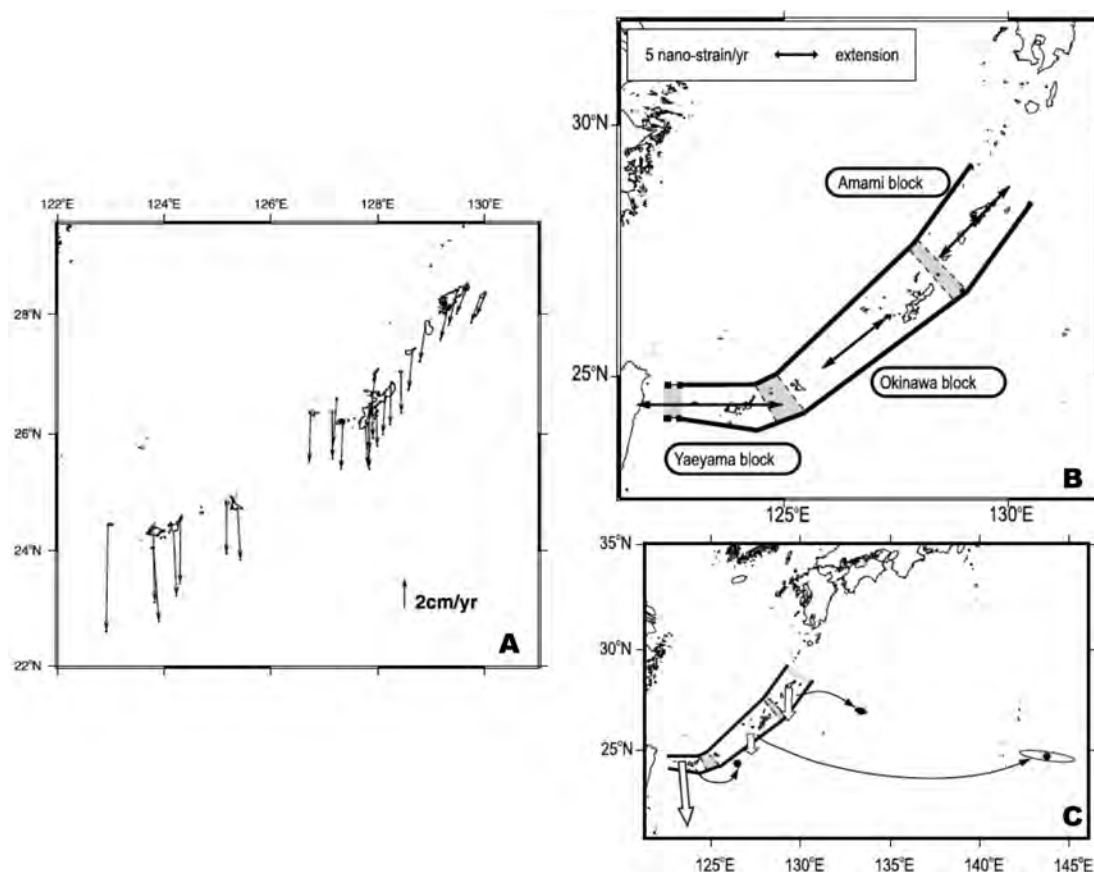 122°E 124°E 126°E 128°E 130°E
28°N
26°N
24°N
22°N
2cm/yr
A
5 nano-strain/yr extension
30°N
25°N
Amami block
Okinawa block
Yaeyama block
B
125°E 130°E
35°N
30°N
25°N
C
125°E 130°E 135°E 140°E 145°E